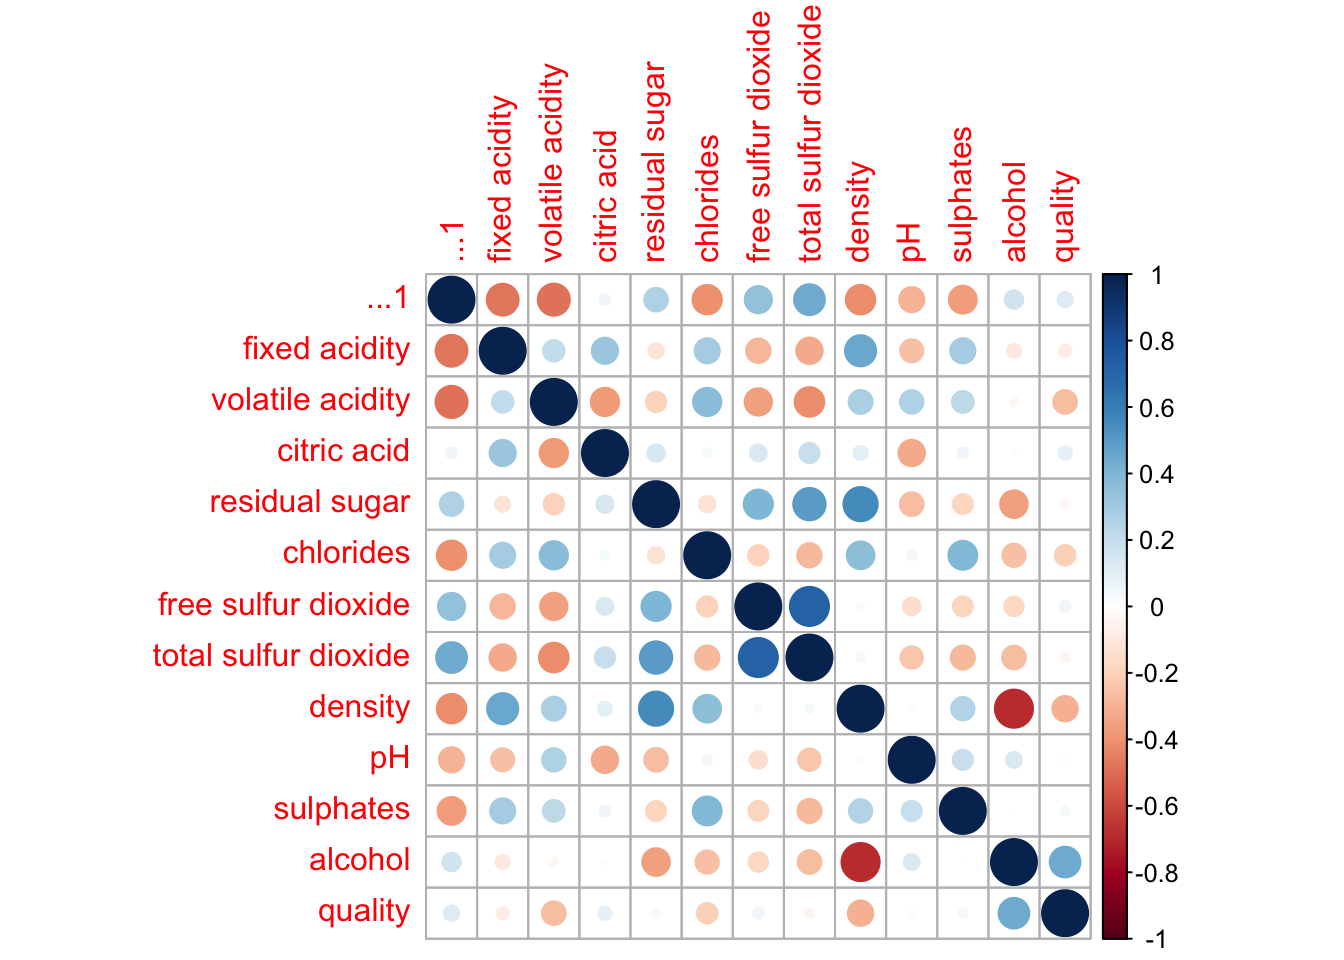 ...1
fixed acidity
volatile acidity
citric acid
residual sugar
chlorides
free sulfur dioxide
total sulfur dioxide
density
pH
sulphates
alcohol
quality
...1
fixed acidity
volatile acidity
citric acid
residual sugar
chlorides
free sulfur dioxide
total sulfur dioxide
density
pH
sulphates
alcohol
quality
1
0.8
0.6
0.4
0.2
0
-0.2
-0.4
-0.6
-0.8
-1